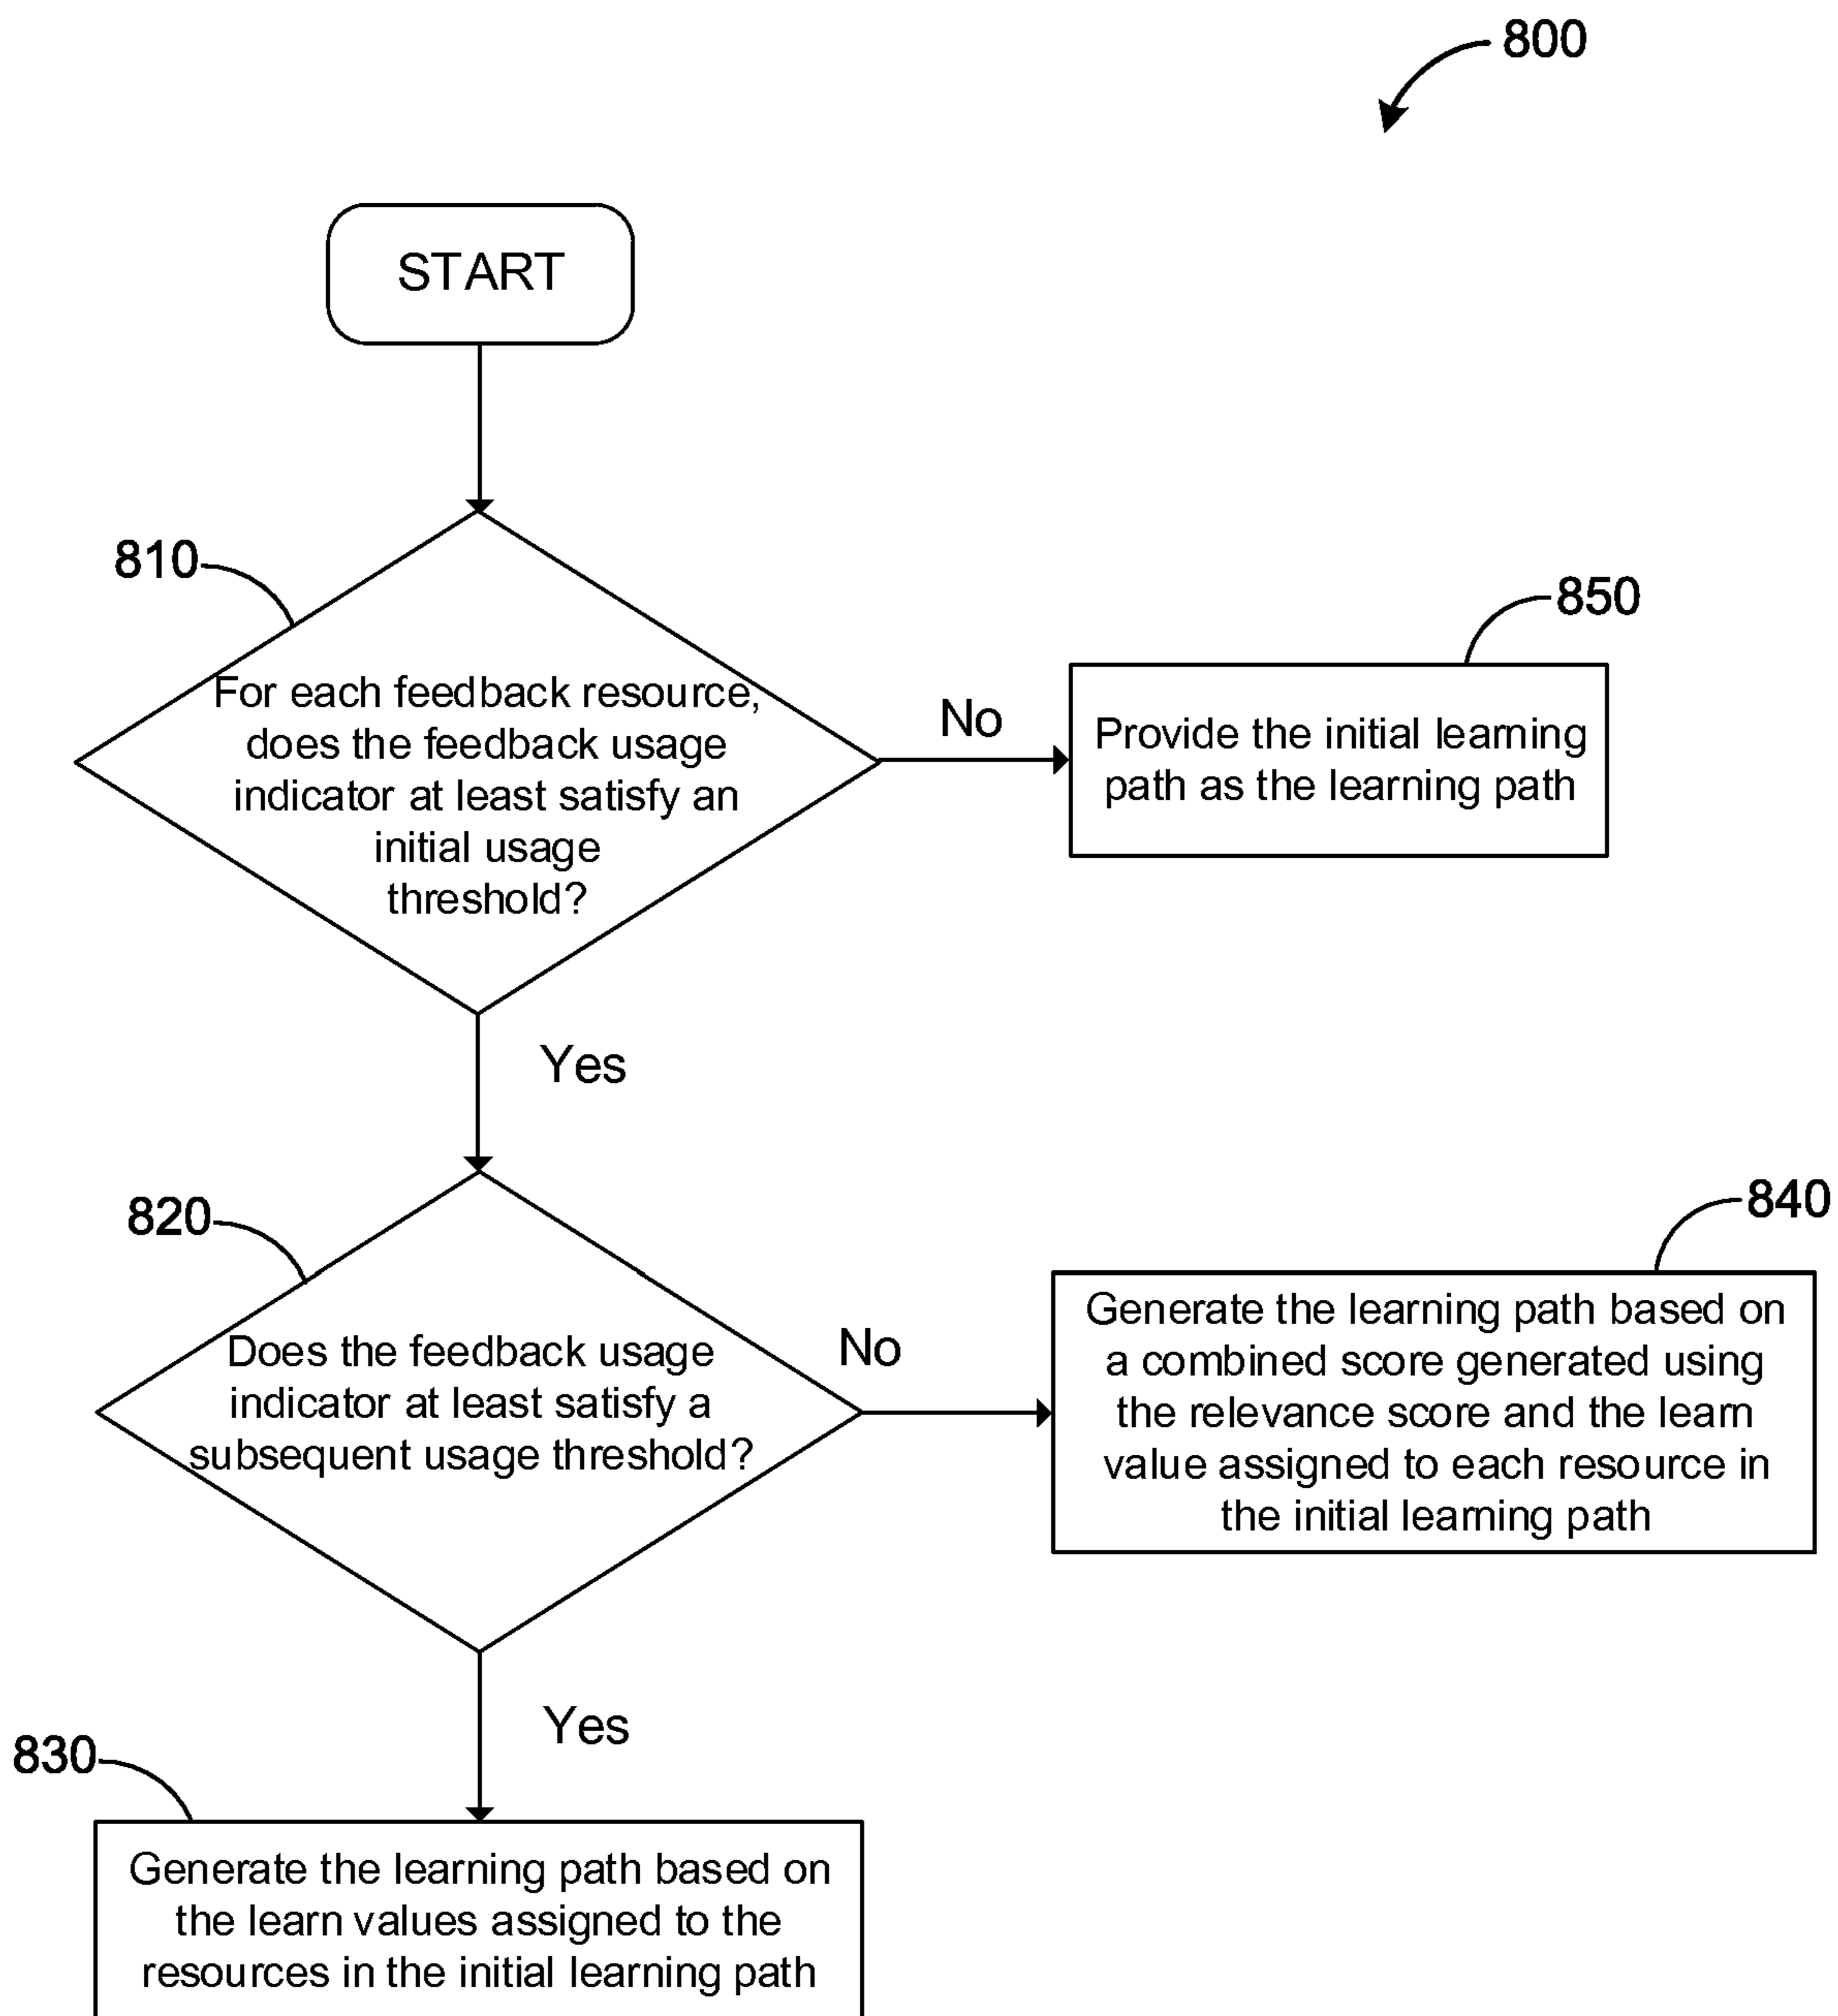 800
START
810
For each feedback resource,
does the feedback usage
indicator at least satisfy an
initial usage
threshold?
No
850
Provide the initial learning
path as the learning path
Yes
820
Does the feedback usage
indicator at least satisfy a
subsequent usage threshold?
No
840
Generate the learning path based on
a combined score generated using
the relevance score and the learn
value assigned to each resource in
the initial learning path
Yes
830
Generate the learning path based on
the learn values assigned to the
resources in the initial learning path